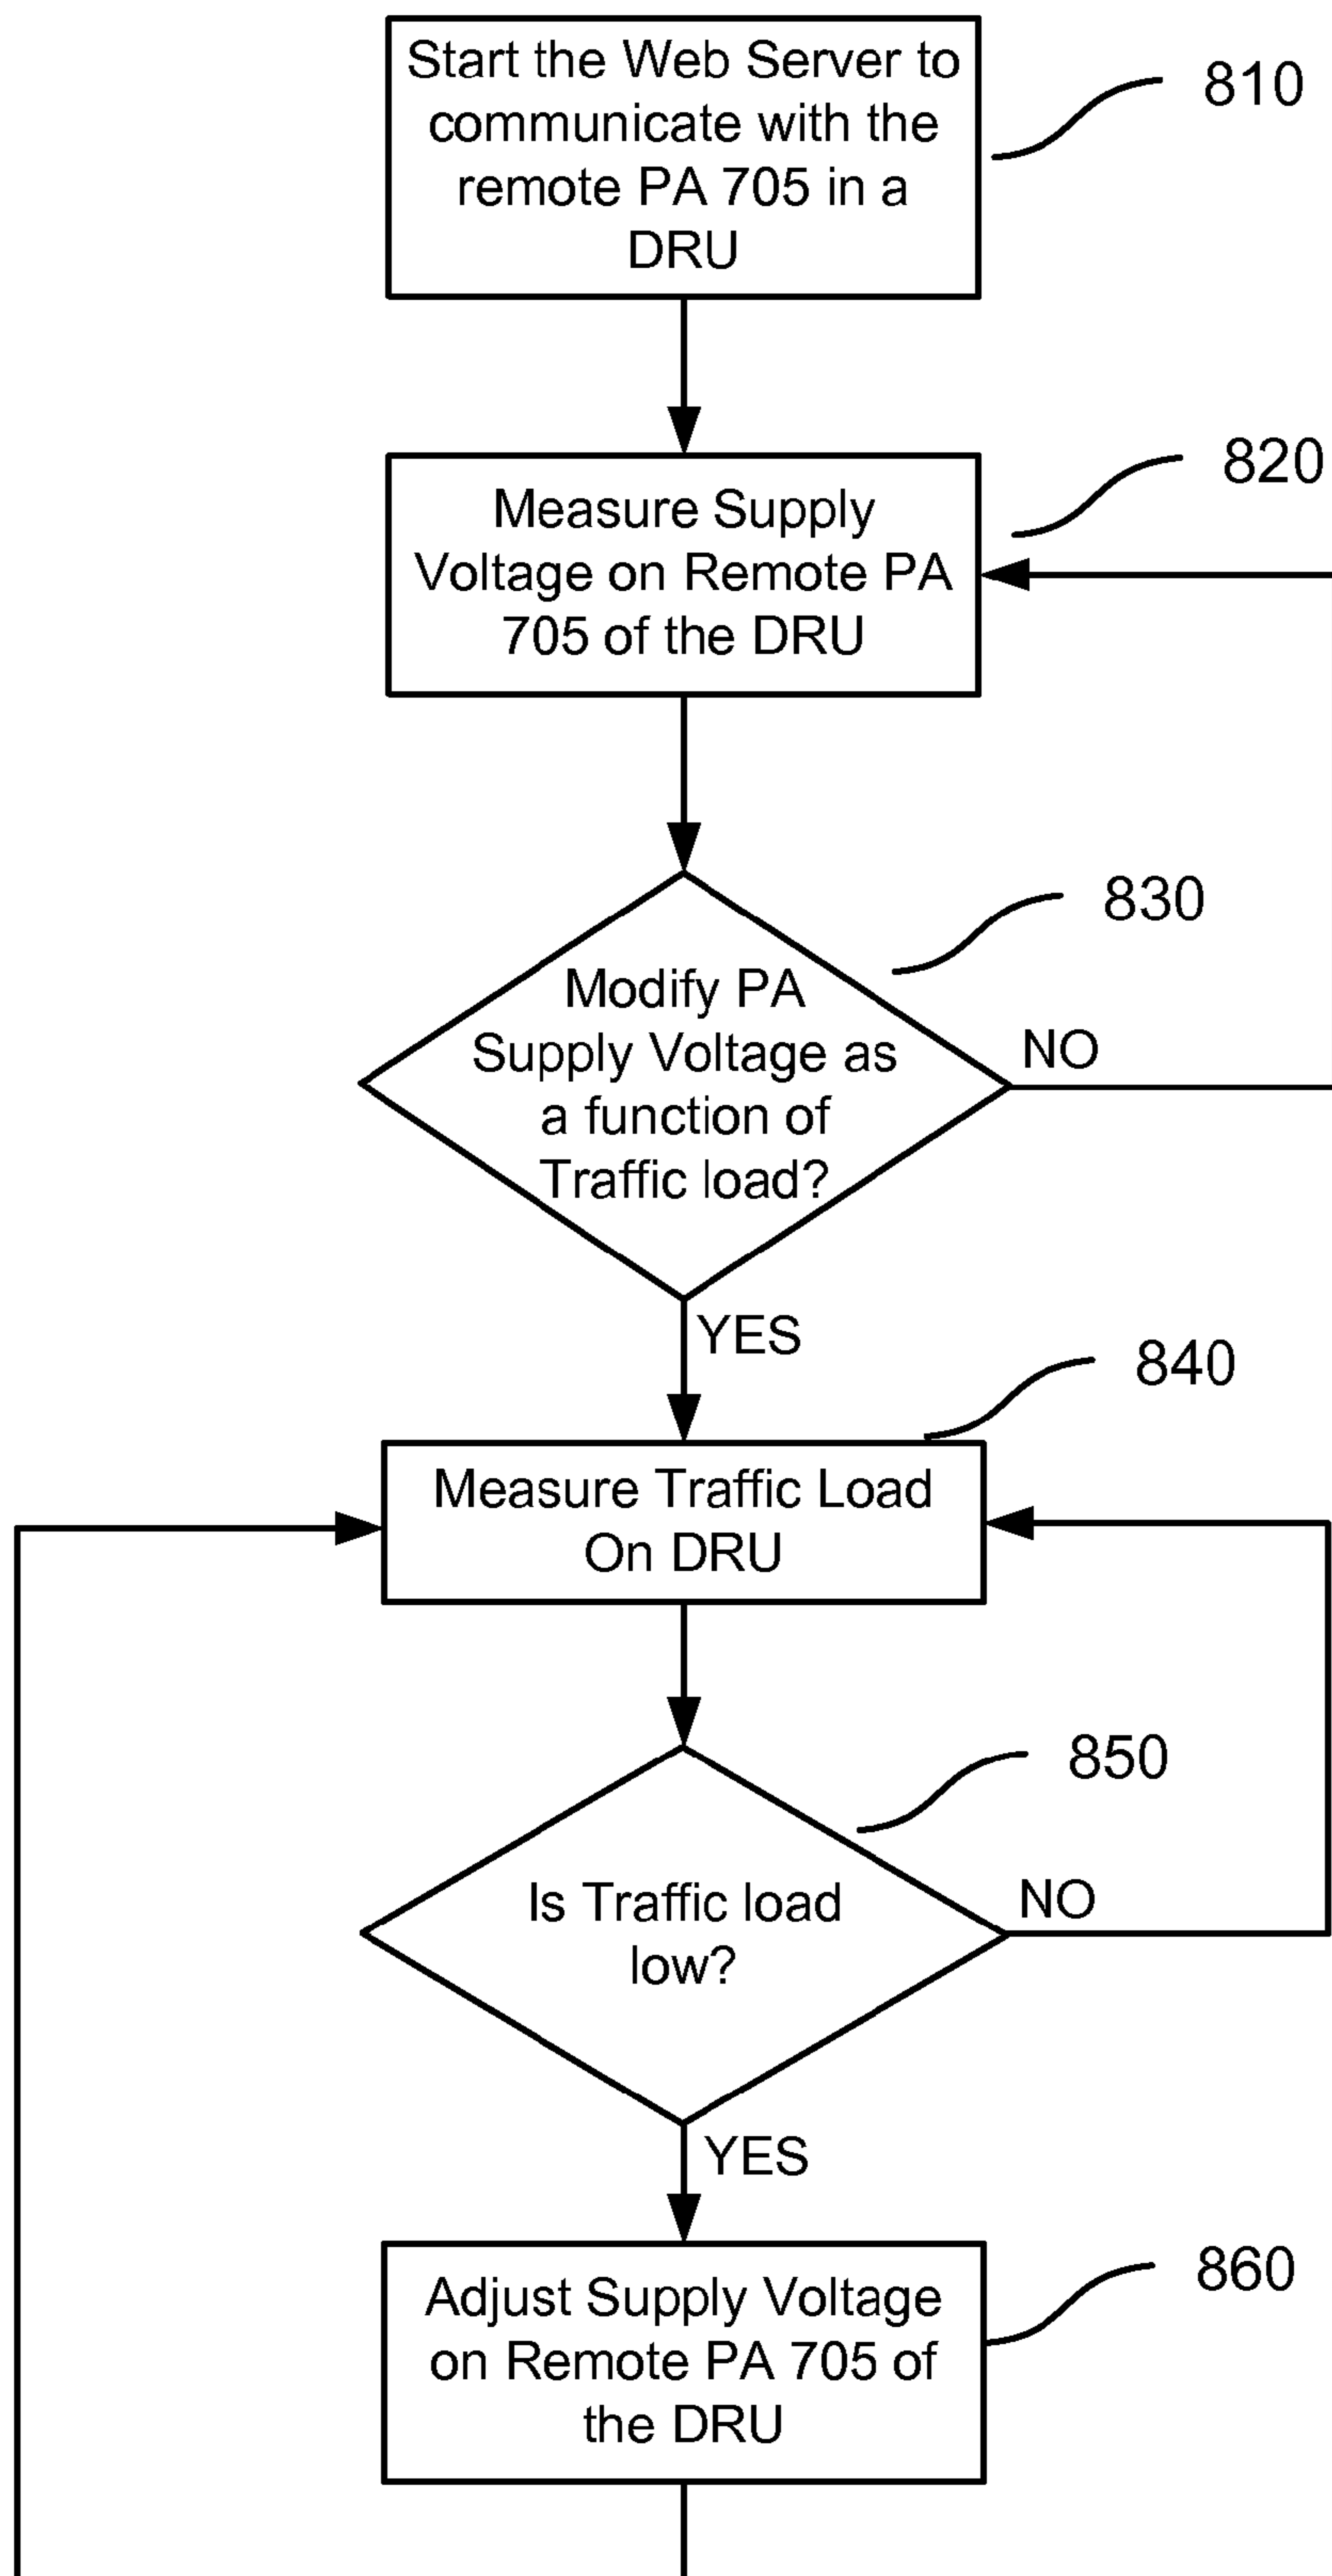 Start the Web Server to
communicate with the
remote PA 705 in a
DRU
810
Measure Supply
Voltage on Remote PA
705 of the DRU
820
Modify PA
Supply Voltage as
a function of
Traffic load?
830
NO
YES
Measure Traffic Load
On DRU
840
Is Traffic load
low?
850
NO
YES
Adjust Supply Voltage
on Remote PA 705 of
the DRU
860